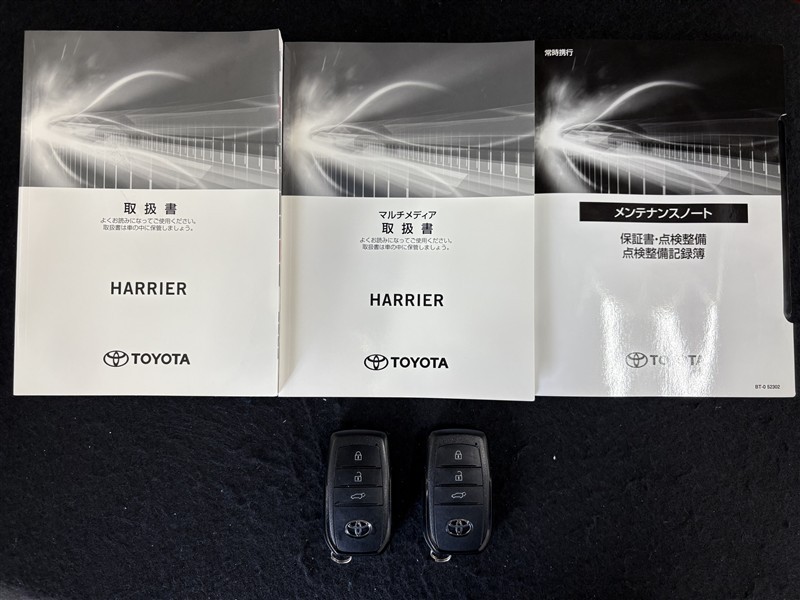 取扱書
よくお読みになってご使用ください。
取扱書は車の中に保管しましょう。
HARRIER
TOYOTA
マルチメディア
取扱書
よくお読みになってご使用ください。
取扱書は車の中に保管しましょう。
HARRIER
TOYOTA
常時携行
メンテナンスノート
保証書・点検整備
点検整備記録簿
TOYOTA
BT-G 52302